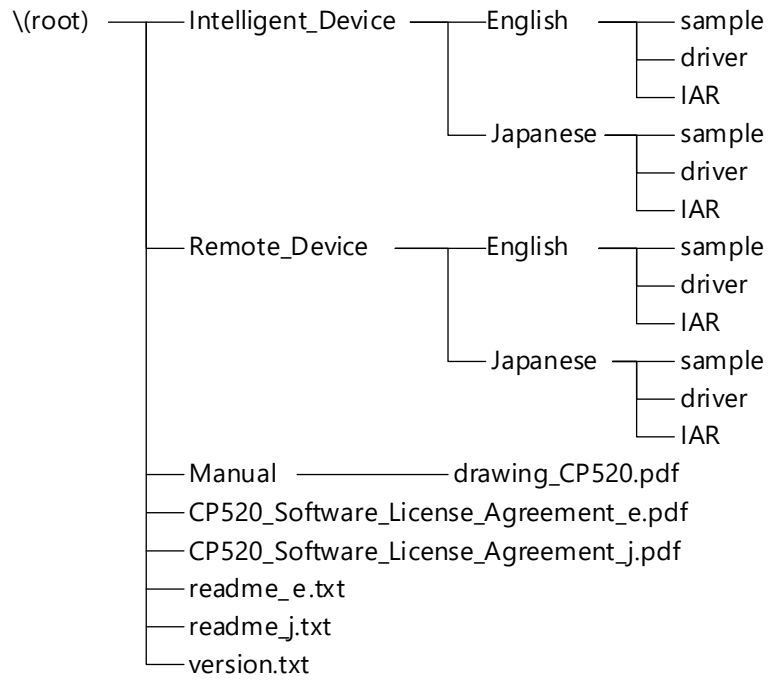 \(root) Intelligent_Device English sample
driver
IAR
Japanese sample
driver
IAR
Remote_Device English sample
driver
IAR
Japanese sample
driver
IAR
Manual drawing_CP520.pdf
CP520_Software_License_Agreement_e.pdf
CP520_Software_License_Agreement_j.pdf
readme_e.txt
readme_j.txt
version.txt